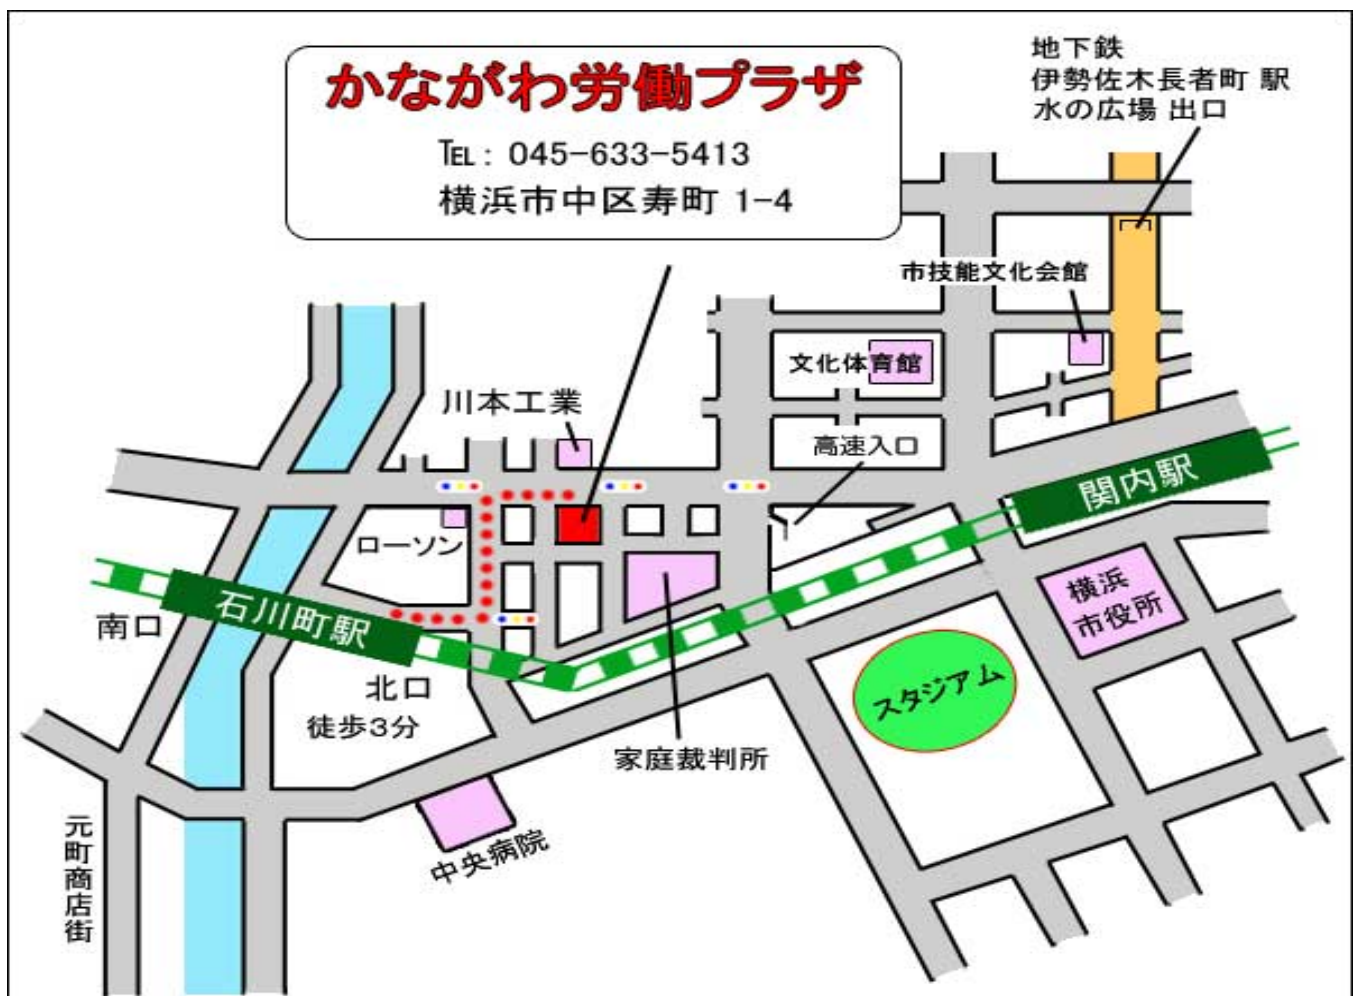 かながわ労働プラザ
℡: 045-633-5413
横浜市中区寿町 1-4
地下鉄
伊勢佐木長者町 駅
水の広場 出口
市技能文化会館
文化体育館
川本工業
高速入口
関内駅
ローソン
石川町駅
南口
北口
徒歩3分
横浜
市役所
スタジアム
家庭裁判所
中央病院
元町商店街